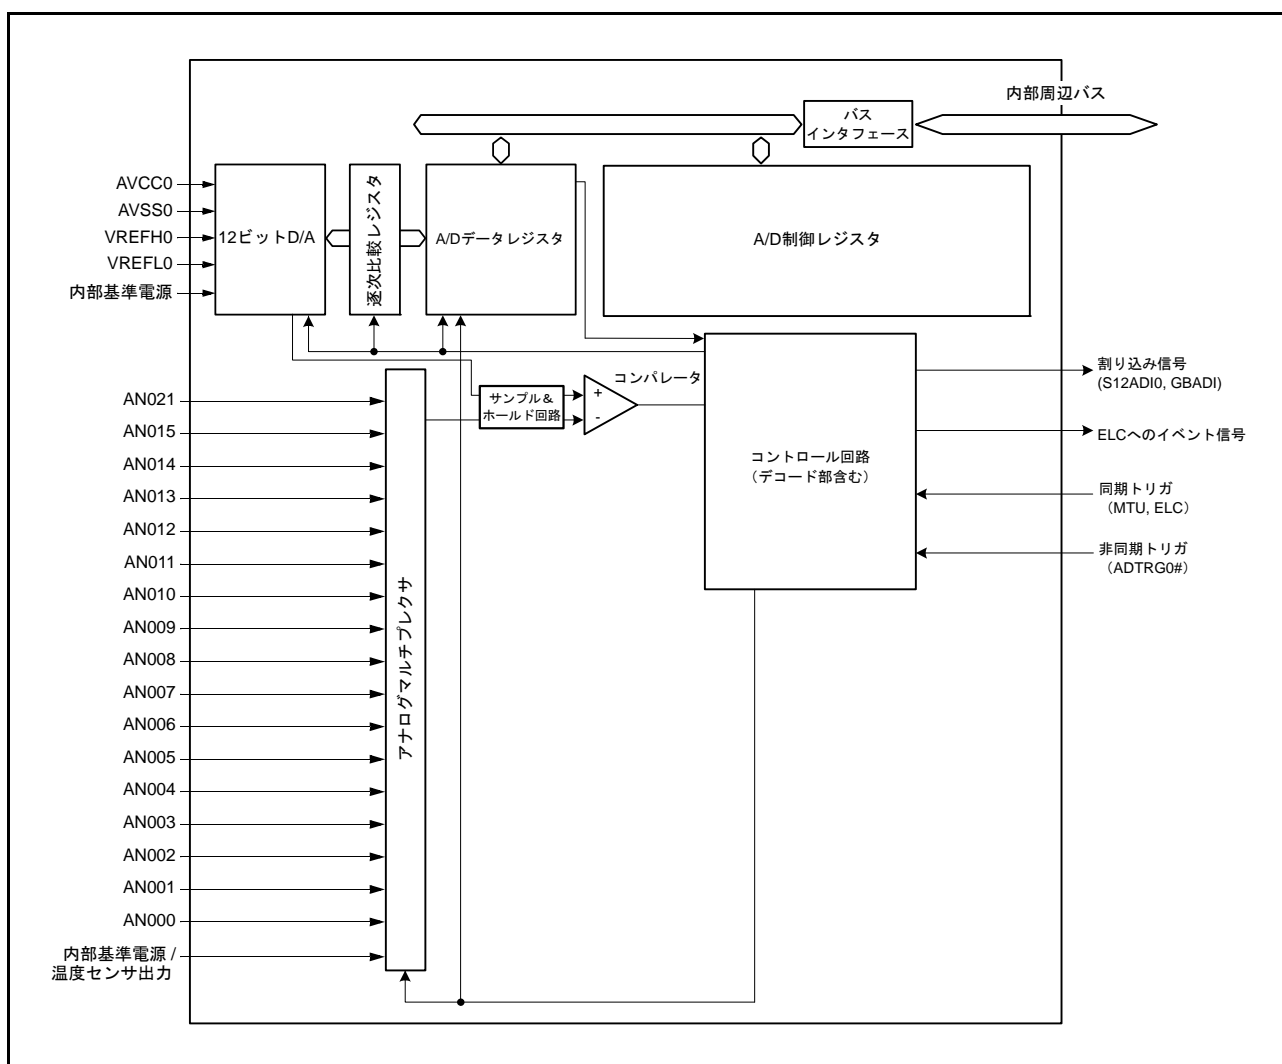 内部周辺バス
バス
インタフェース
AVCC0
AVSS0
VREFH0
VREFL0
内部基準電源
12ビットD/A
逐次比較レジスタ
A/Dデータレジスタ
A/D制御レジスタ
コンパレータ
サンプル&
ホールド回路
+
-
コントロール回路
(デコード部含む)
割り込み信号
(S12ADI0, GBADI)
ELCへのイベント信号
同期トリガ
(MTU, ELC)
非同期トリガ
(ADTRG0#)
AN021
AN015
AN014
AN013
AN012
AN011
AN010
AN009
AN008
AN007
AN006
AN005
AN004
AN003
AN002
AN001
AN000
内部基準電源 /
温度センサ出力
アナログマルチプレクサ